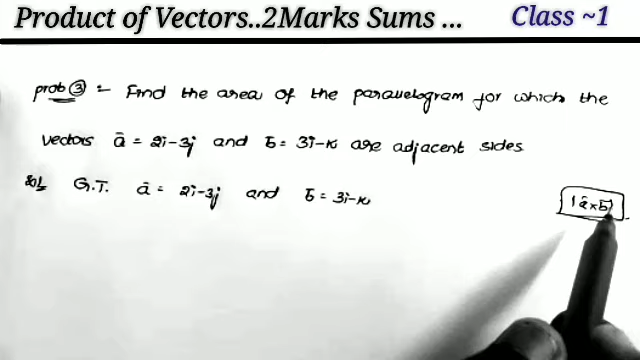 Product of Vectors..2Marks Sums ...
Class ~1
prob ③ :- Find the area of the parallelogram for which the
vectors ā = 2i-3j and b̄ = 3i-k are adjacent sides
Sol G.T. ā = 2i-3j and b̄ = 3i-k
|ā×b̄|